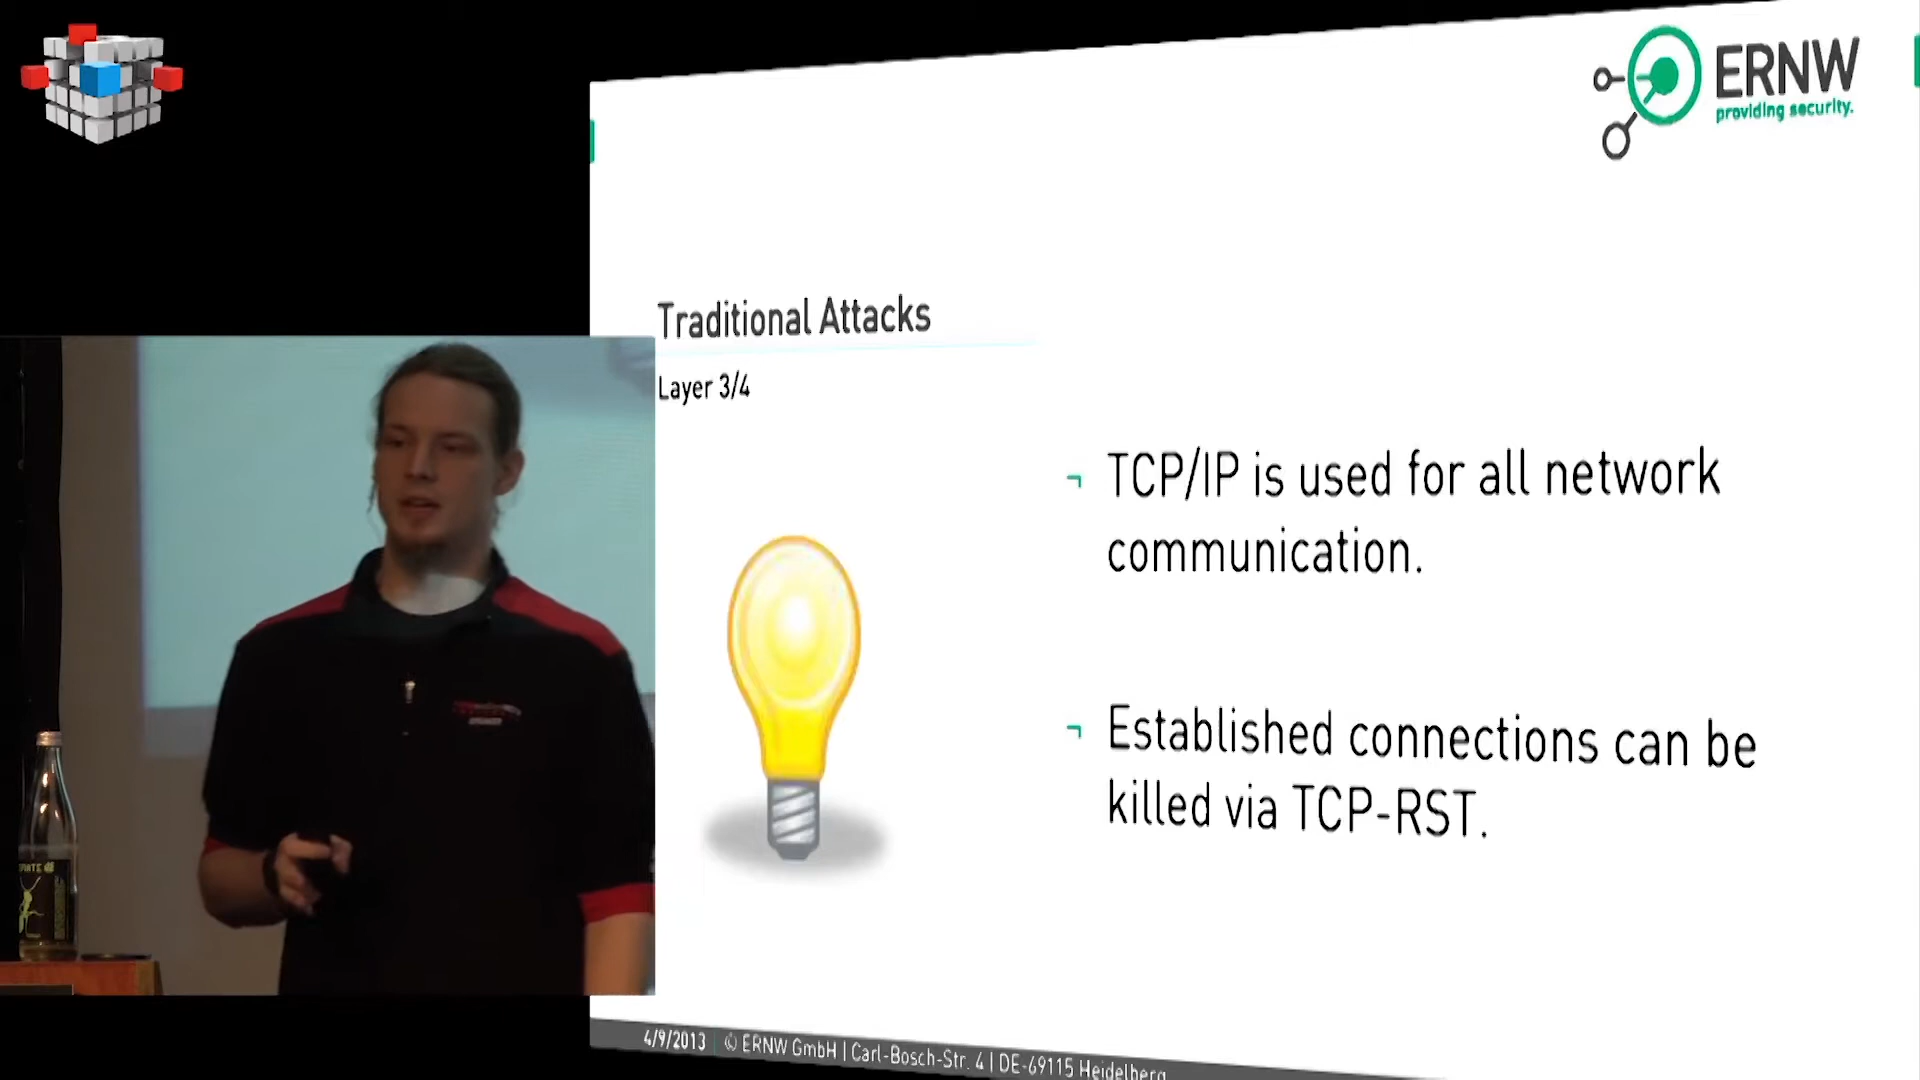 ERNW
providing security.
Traditional Attacks
Layer 3/4
¬ TCP/IP is used for all network
communication.
¬ Established connections can be
killed via TCP-RST.
4/9/2013 | © ERNW GmbH | Carl-Bosch-Str. 4 | DE-69115 Heidelberg